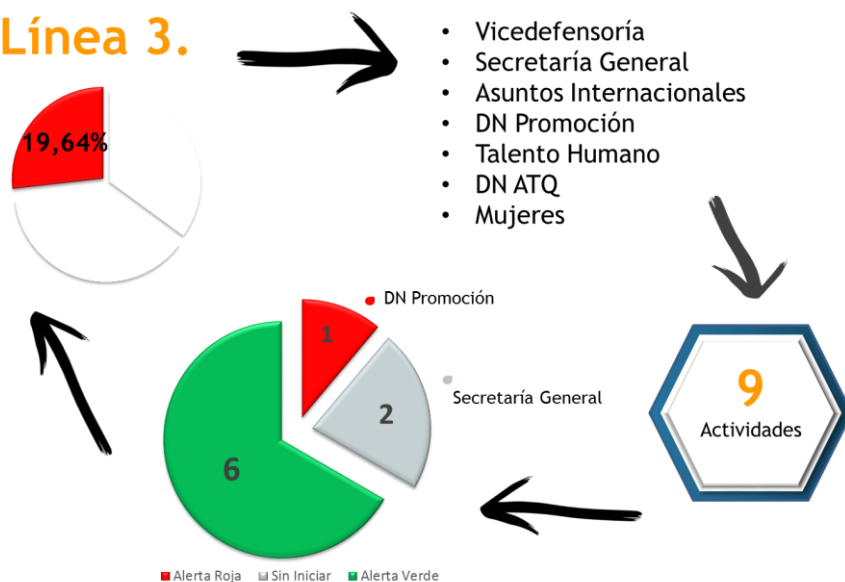 Línea 3.
19,64%
• Vicedefensoría
• Secretaría General
• Asuntos Internacionales
• DN Promoción
• Talento Humano
• DN ATQ
• Mujeres
9
Actividades
DN Promoción
1
Secretaría General
2
6
Alerta Roja Sin Iniciar Alerta Verde